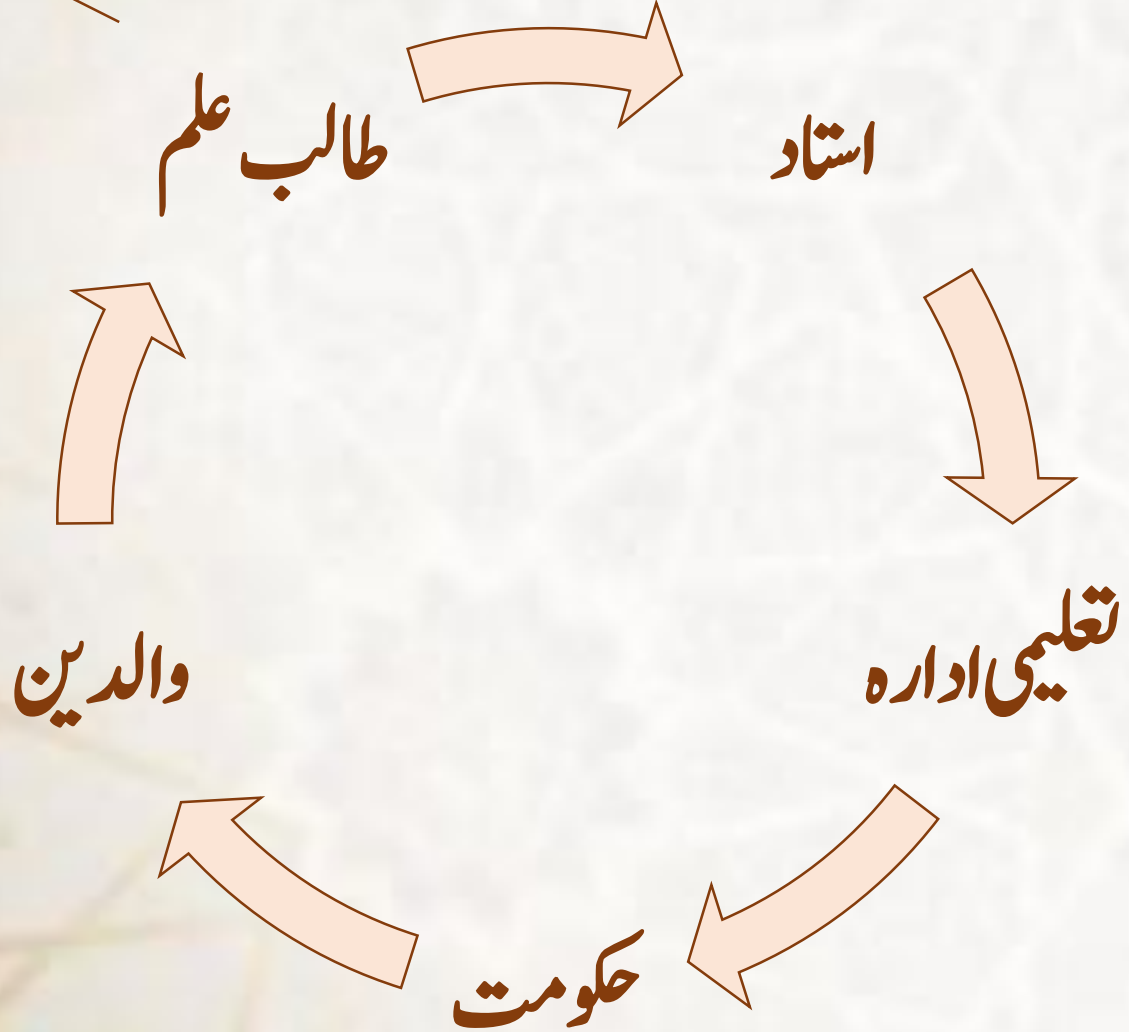 طالب علم
استاد
تعلیمی ادارہ
حکومت
والدین